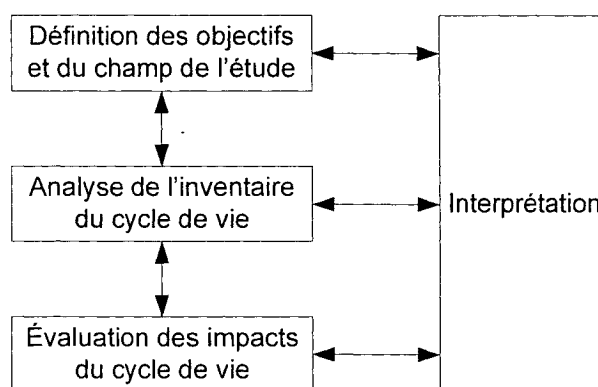 Définition des objectifs
et du champ de l'étude
Analyse de l'inventaire
du cycle de vie
Interprétation
Évaluation des impacts
du cycle de vie